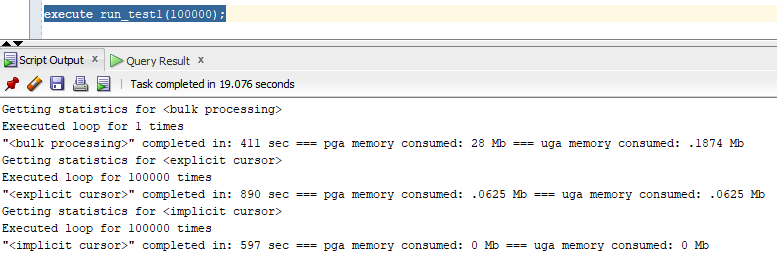 execute run_test1(100000);
Script Output x
Query Result x
Task completed in 19.076 seconds
Getting statistics for <bulk processing>
Exeecuted loop for 1 times
"<bulk processing>" completed in: 411 sec === pga memory consumed: 28 Mb === uga memory consumed: .1874 Mb
Getting statistics for <explicit cursor>
Executed loop for 100000 times
"<explicit cursor>" completed in: 890 sec === pga memory consumed: .0625 Mb === uga memory consumed: .0625 Mb
Getting statistics for <implicit cursor>
Executed loop for 100000 times
"<implicit cursor>" completed in: 597 sec === pga memory consumed: 0 Mb === uga memory consumed: 0 Mb